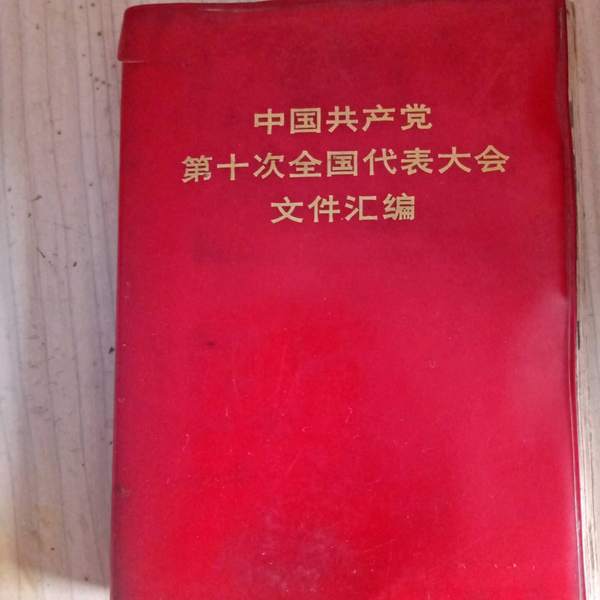 中国共产党
第十次全国代表大会
文件汇编